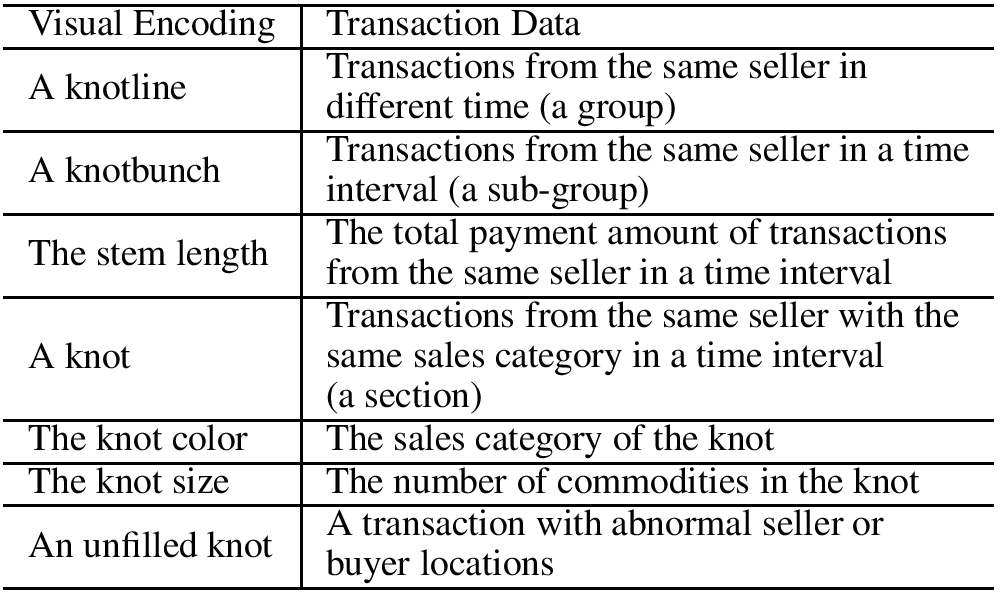 Visual Encoding Transaction Data
A knotline
Transactions from the same seller in
different time (a group)
A knotbunch
Transactions from the same seller in a time
interval (a sub-group)
The stem length
The total payment amount of transactions
from the same seller in a time interval
A knot
Transactions from the same seller with the
same sales category in a time interval
(a section)
The knot color The sales category of the knot
The knot size The number of commodities in the knot
An unfilled knot
A transaction with abnormal seller or
buyer locations